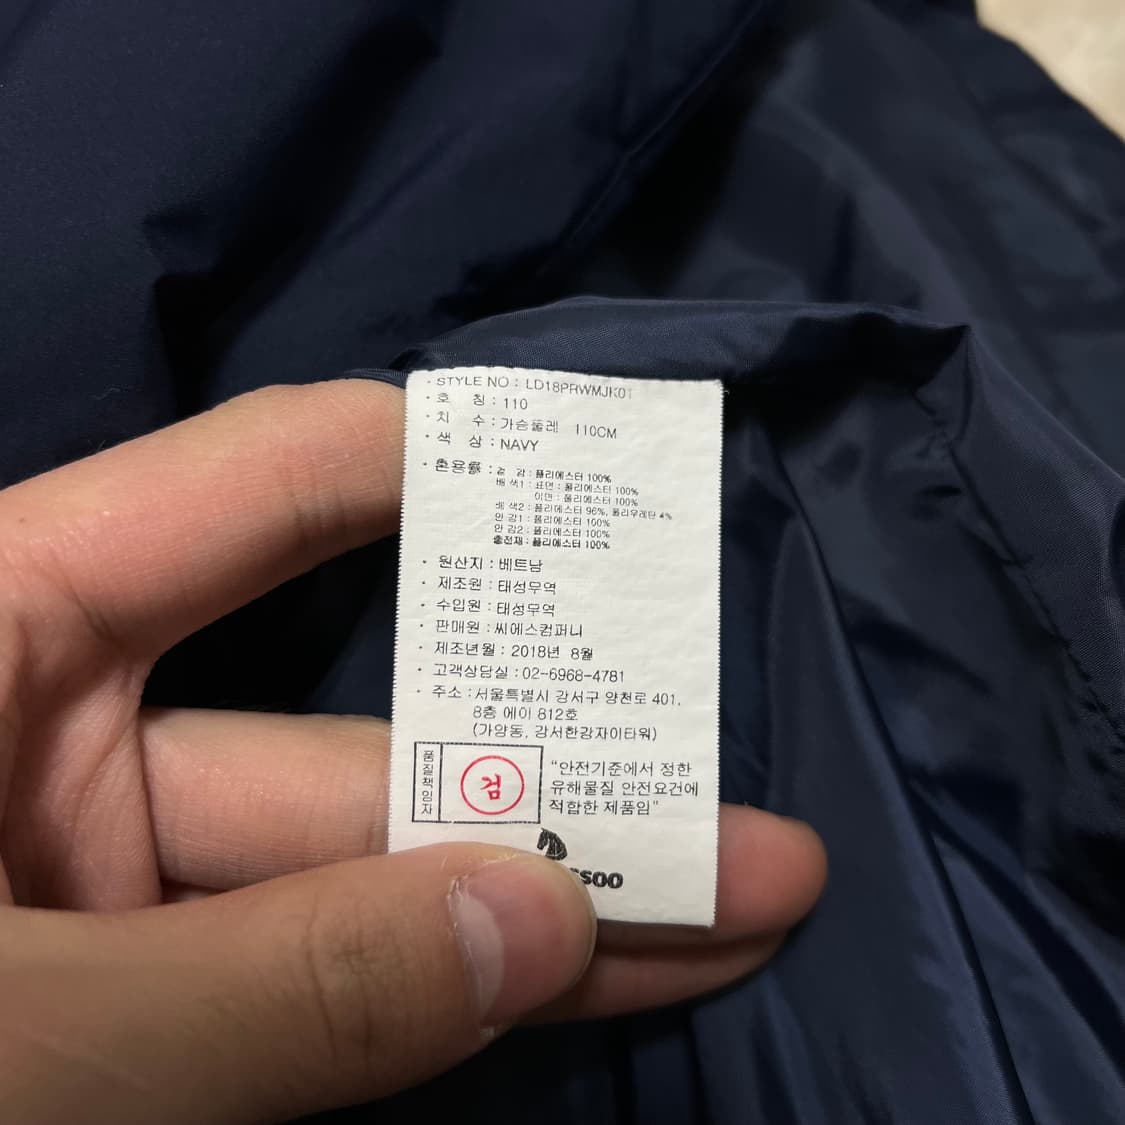 · STYLE NO : LD18PRWMJK01
· 호 칭 : 110
· 치 수 : 가슴둘레 110CM
· 색 상 : NAVY
· 혼용률 : 겉 감 : 폴리에스터 100%
배 색1 : 표면 : 폴리에스터 100%
이면 : 폴리에스터 100%
배 색2 : 폴리에스터 96%, 폴리우레탄 4%
안 감1 : 폴리에스터 100%
안 감2 : 폴리에스터 100%
충전재 : 폴리에스터 100%
· 원산지 : 베트남
· 제조원 : 태성무역
· 수입원 : 태성무역
· 판매원 : 씨에스컴퍼니
· 제조년월 : 2018년 8월
· 고객상담실 : 02-6968-4781
· 주소 : 서울특별시 강서구 양천로 401,
8층 에이 812호
(가양동, 강서한강자이타워)
품질책임자
검
"안전기준에서 정한
유해물질 안전요건에
적합한 제품임"